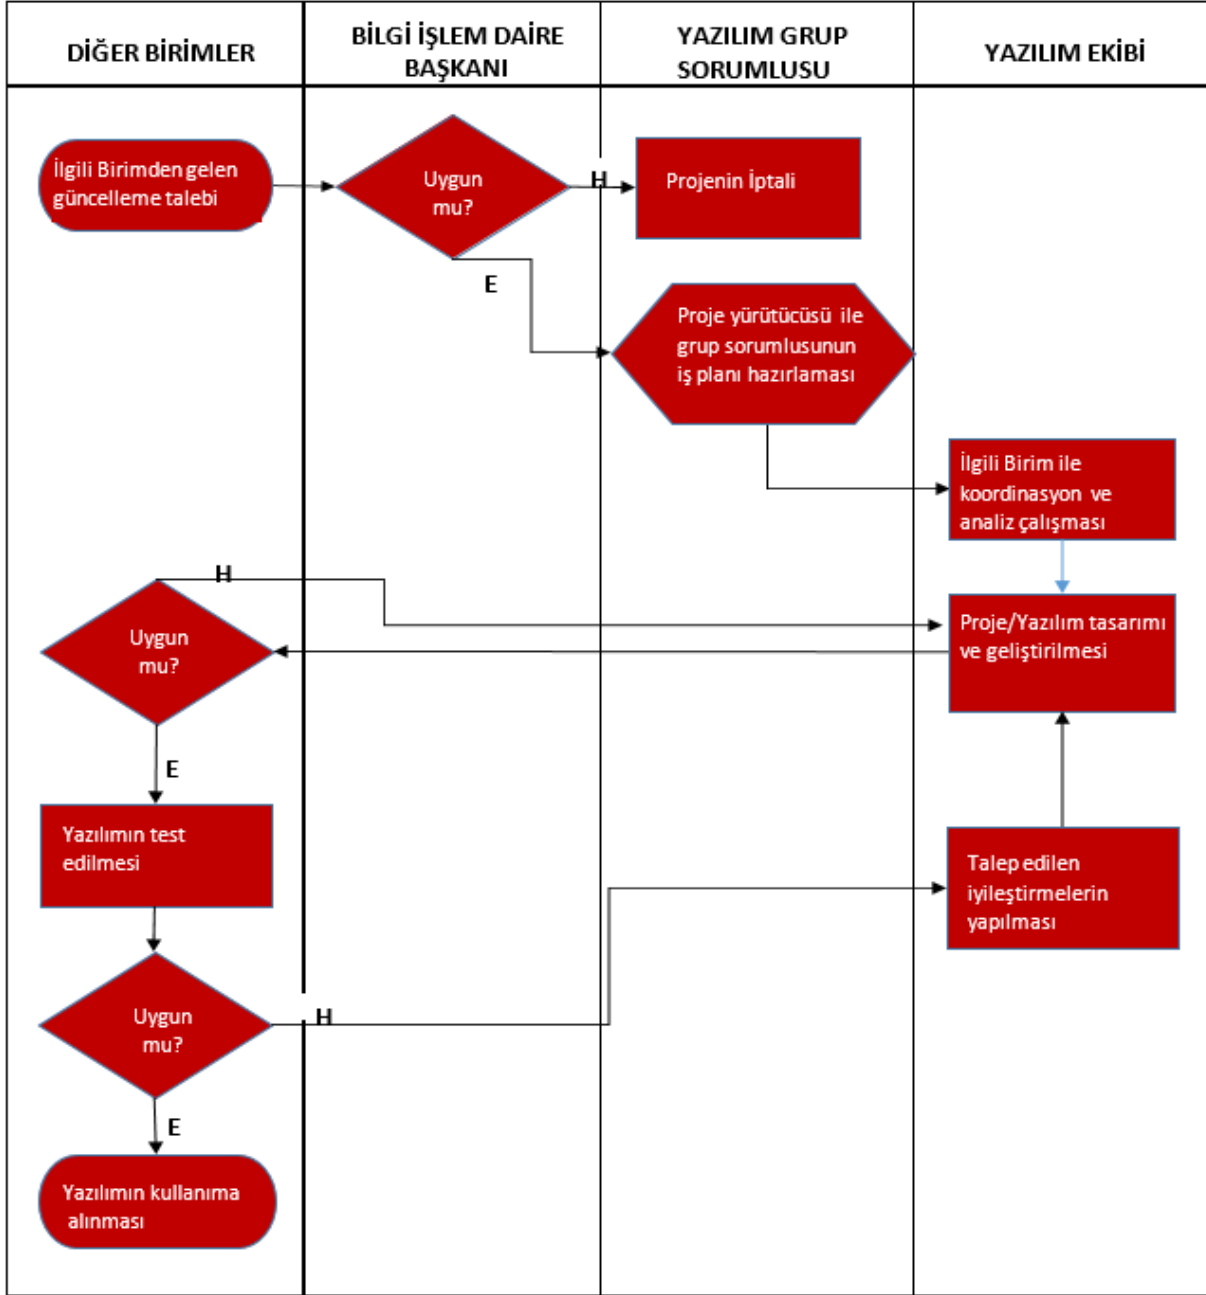 DİĞER BİRİMLER
BİLGİ İŞLEM DAİRE
BAŞKANI
YAZILIM GRUP
SORUMLUSU
YAZILIM EKİBİ
İlgili Birimden gelen
güncelleme talebi
Uygun
mu?
H
Projenin İptali
E
Proje yürütücüsü ile
grup sorumlusunun
iş planı hazırlaması
İlgili Birim ile
koordinasyon ve
analiz çalışması
H
Uygun
mu?
Proje/Yazılım tasarımı
ve geliştirilmesi
E
Yazılımın test
edilmesi
Talep edilen
iyileştirmelerin
yapılması
Uygun
mu?
H
E
Yazılımın kullanıma
alınması